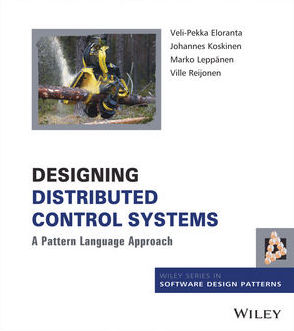 Veli-Pekka Eloranta
Johannes Koskinen
Marko Leppänen
Ville Reijonen
DESIGNING
DISTRIBUTED
CONTROL SYSTEMS
A Pattern Language Approach
WILEY SERIES IN
SOFTWARE DESIGN PATTERNS
WILEY